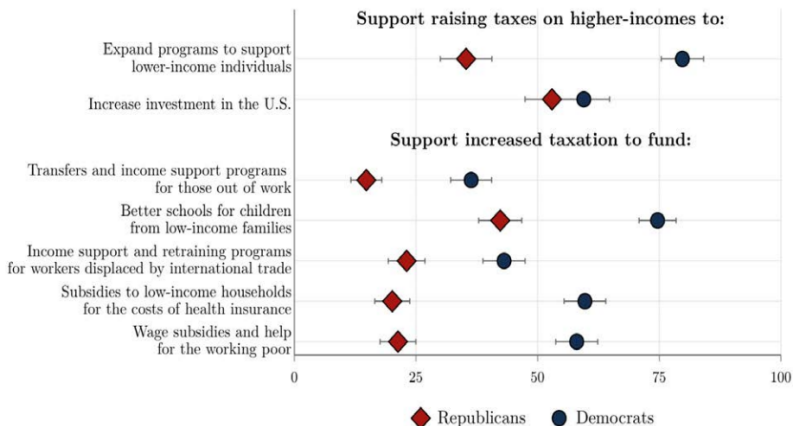 Support raising taxes on higher-incomes to:
Expand programs to support
lower-income individuals
Increase investment in the U.S.
Support increased taxation to fund:
Transfers and income support programs
for those out of work
Better schools for children
from low-income families
Income support and retraining programs
for workers displaced by international trade
Subsidies to low-income households
for the costs of health insurance
Wage subsidies and help
for the working poor
0 25 50 75 100
Republicans Democrats